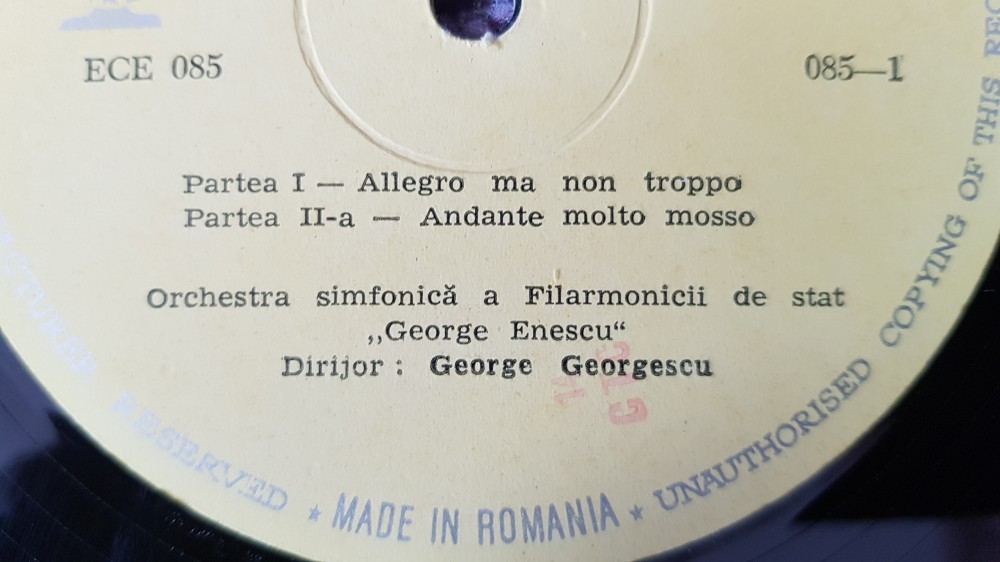 ECE 085
085—1
Partea I — Allegro ma non troppo
Partea II-a — Andante molto mosso
Orchestra simfonică a Filarmonicii de stat
„George Enescu“
Dirijor : George Georgescu
RESERVED * MADE IN ROMANIA * UNAUTHORISED COPYING OF THIS